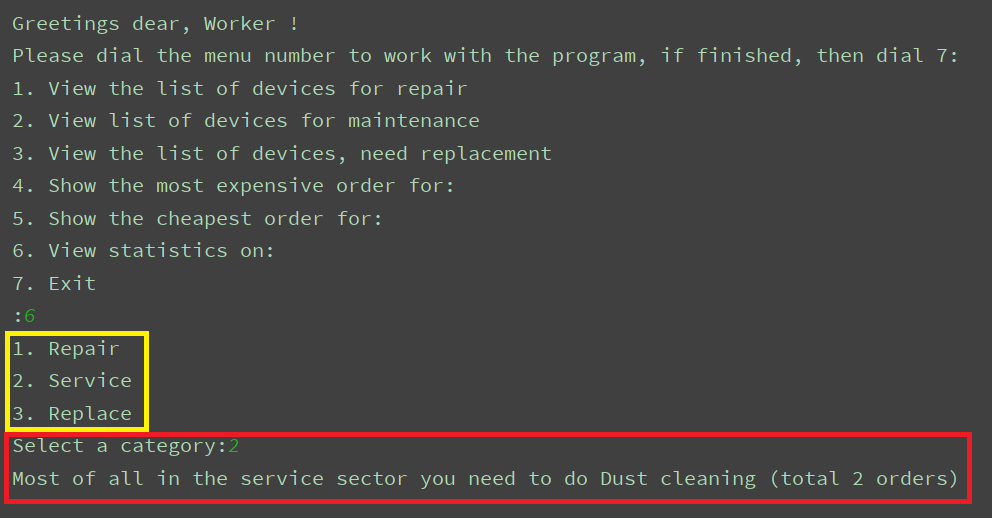 Greetings dear, Worker !
Please dial the menu number to work with the program, if finished, then dial 7:
1. View the list of devices for repair
2. View list of devices for maintenance
3. View the list of devices, need replacement
4. Show the most expensive order for:
5. Show the cheapest order for:
6. View statistics on:
7. Exit
:6
1. Repair
2. Service
3. Replace
Select a category:2
Most of all in the service sector you need to do Dust cleaning (total 2 orders)